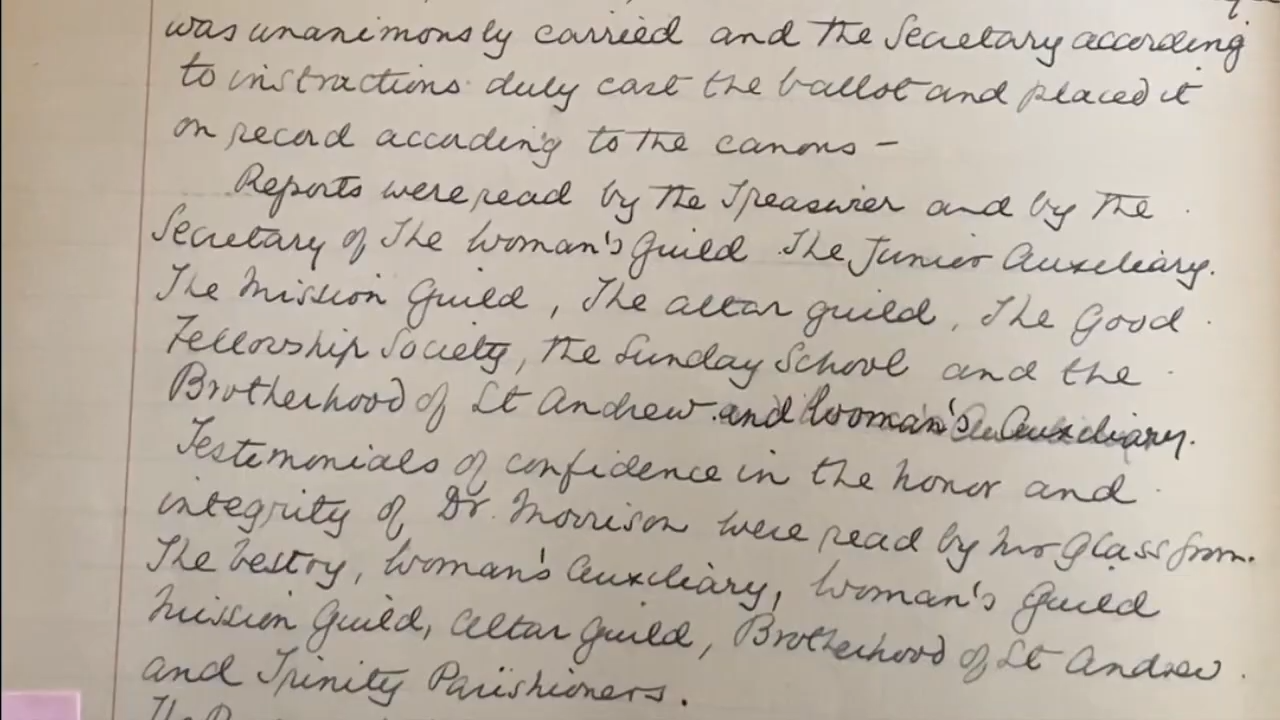 was unanimously carried and the Secretary according
to instructions duly cast the ballot and placed it
on record according to the canons -
Reports were read by the Treasurer and by the
Secretary of The Woman's Guild The Junior Auxiliary.
The Mission Guild, The altar guild, The Good
Fellowship Society, the Sunday School and the
Brotherhood of St Andrew and Woman's Auxiliary.
Testimonials of confidence in the honor and
integrity of Dr. Morrison were read by Mr Glass from.
The Vestry, Woman's Auxiliary, Woman's Guild
Mission Guild, Altar Guild, Brotherhood of St Andrew
and Trinity Parishioners.